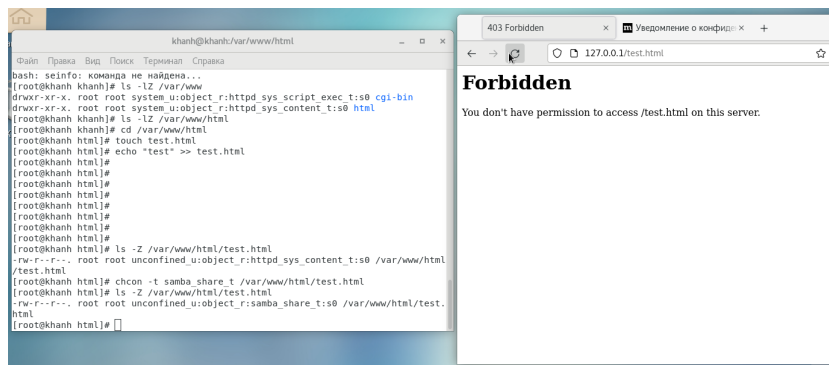 khanh@khanh:/var/www/html
Файл Правка Вид Поиск Терминал Справка
bash: seinfo: команда не найдена...
[root@khanh khanh]# ls -lZ /var/www
drwxr-xr-x. root root system_u:object_r:httpd_sys_script_exec_t:s0 cgi-bin
drwxr-xr-x. root root system_u:object_r:httpd_sys_content_t:s0 html
[root@khanh khanh]# ls -lZ /var/www/html
[root@khanh khanh]# cd /var/www/html
[root@khanh html]# touch test.html
[root@khanh html]# echo "test" >> test.html
[root@khanh html]#
[root@khanh html]#
[root@khanh html]#
[root@khanh html]#
[root@khanh html]#
[root@khanh html]#
[root@khanh html]#
[root@khanh html]#
[root@khanh html]# ls -Z /var/www/html/test.html
-rw-r--r--. root root unconfined_u:object_r:httpd_sys_content_t:s0 /var/www/html
/test.html
[root@khanh html]# chcon -t samba_share_t /var/www/html/test.html
[root@khanh html]# ls -Z /var/www/html/test.html
-rw-r--r--. root root unconfined_u:object_r:samba_share_t:s0 /var/www/html/test.
html
[root@khanh html]#
403 Forbidden
m Уведомление о конфиде
127.0.0.1/test.html
Forbidden
You don't have permission to access /test.html on this server.